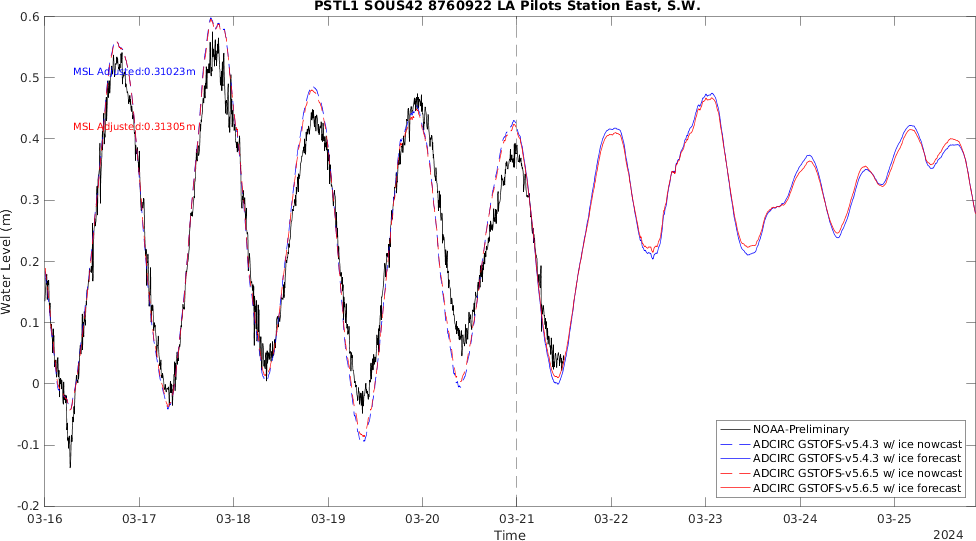 PSTL1 SOUS42 8760922 LA Pilots Station East, S.W.
0.6
0.5
0.4
0.3
0.2
0.1
0
-0.1
-0.2
Water Level (m)
MSL Adjusted:0.31023m
MSL Adjusted:0.31305m
NOAA-Preliminary
ADCIRC GSTOFS-v5.4.3 w/ ice nowcast
ADCIRC GSTOFS-v5.4.3 w/ ice forecast
ADCIRC GSTOFS-v5.6.5 w/ ice nowcast
ADCIRC GSTOFS-v5.6.5 w/ ice forecast
03-16 03-17 03-18 03-19 03-20 03-21 03-22 03-23 03-24 03-25
Time
2024